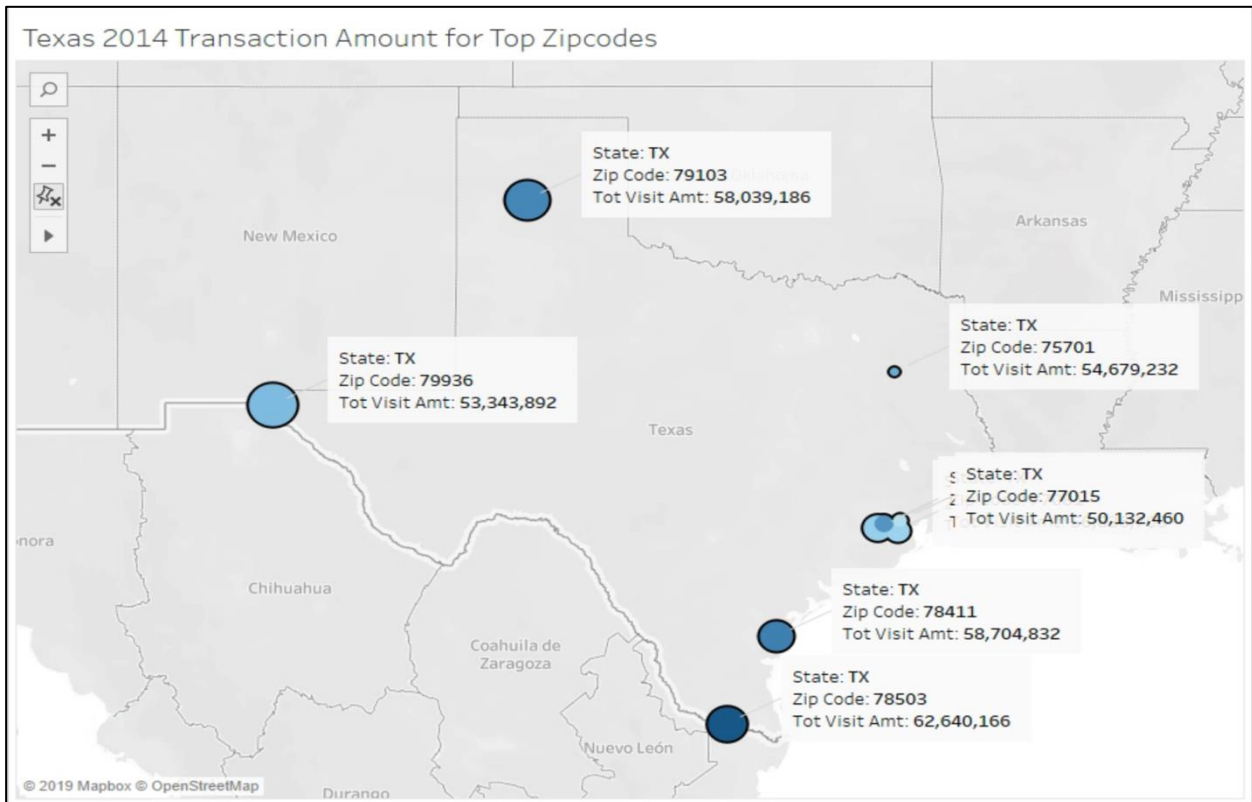 Texas 2014 Transaction Amount for Top Zipcodes
State: TX
Zip Code: 79103
Tot Visit Amt: 58,039,186
New Mexico
Arkansas
Mississipp
State: TX
Zip Code: 75701
Tot Visit Amt: 54,679,232
State: TX
Zip Code: 79936
Tot Visit Amt: 53,343,892
Texas
State: TX
Zip Code: 77015
Tot Visit Amt: 50,132,460
onora
Chihuahua
State: TX
Zip Code: 78411
Tot Visit Amt: 58,704,832
Coahuila de
Zaragoza
State: TX
Zip Code: 78503
Tot Visit Amt: 62,640,166
Nuevo León
Durango
© 2019 Mapbox © OpenStreetMap